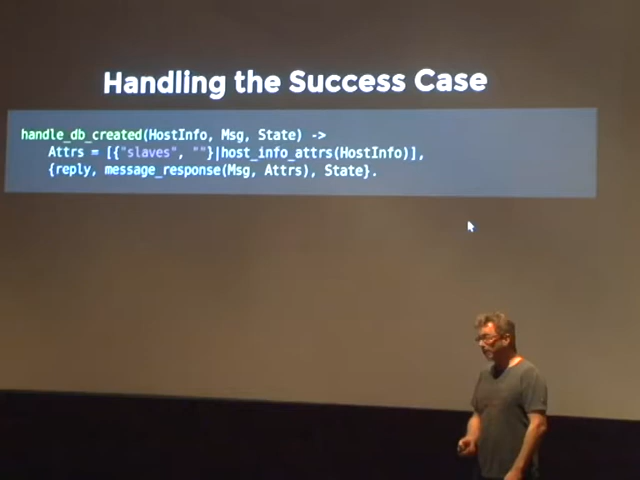 Handling the Success Case
handle_db_created(HostInfo, Msg, State) ->
Attrs = [{"slaves", ""}|host_info_attrs(HostInfo)],
{reply, message_response(Msg, Attrs), State}.